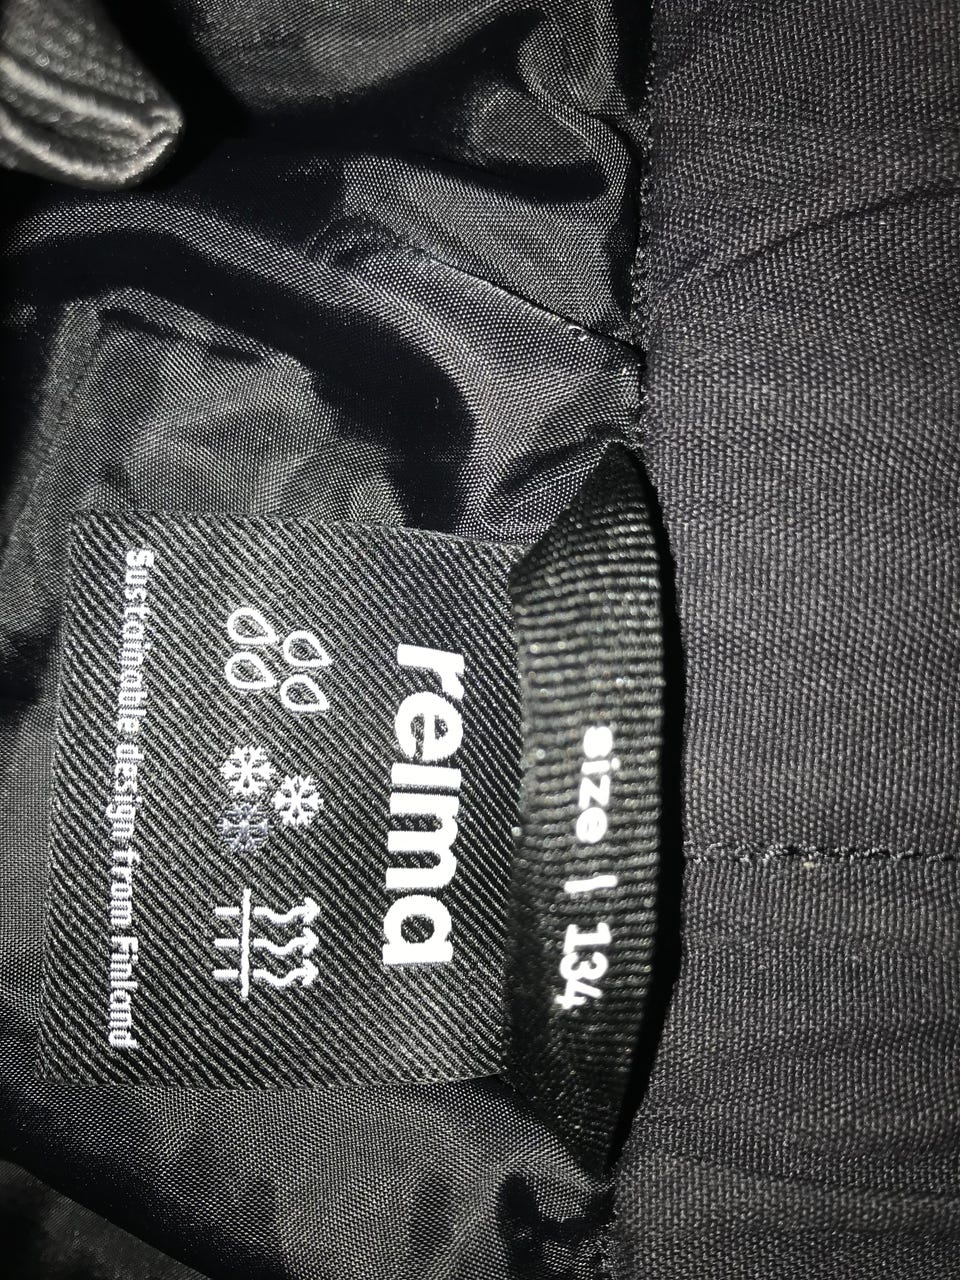 size | 134
reima
Sustainable design from Finland